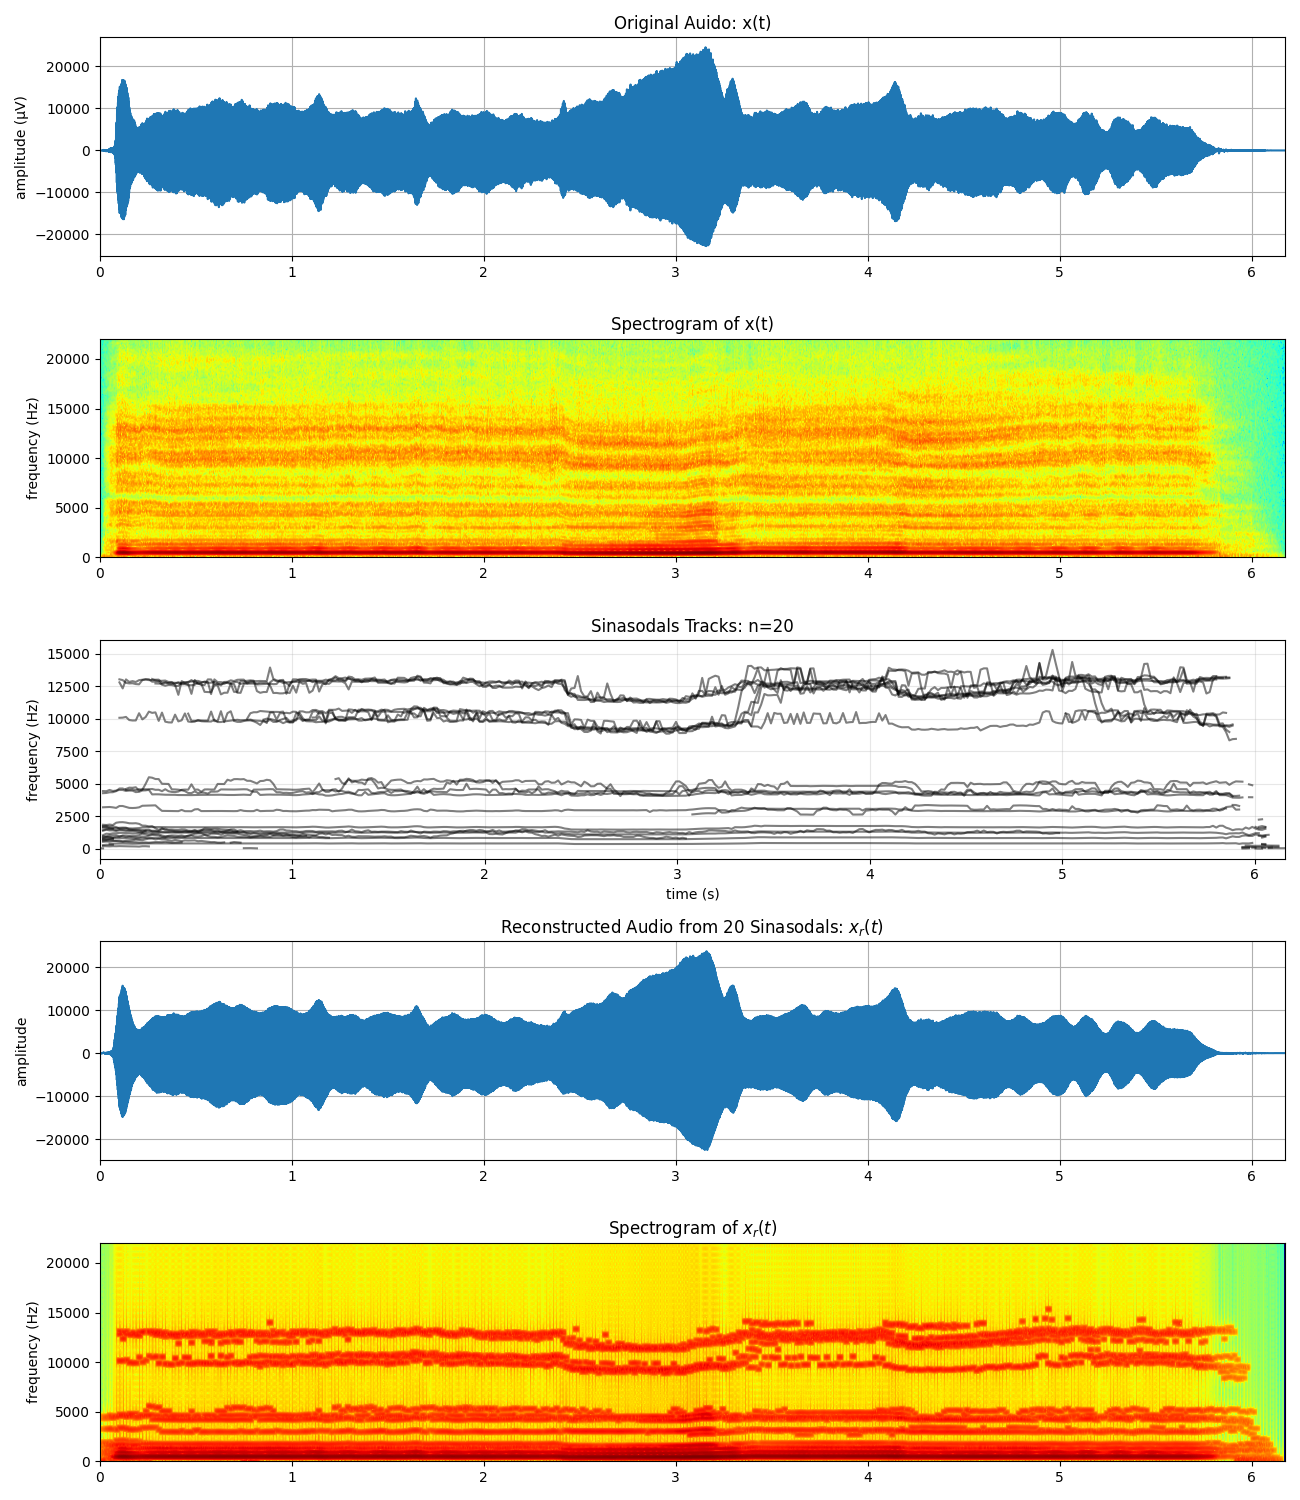 Original Auido: x(t)
amplitude (µV)
20000
10000
0
−10000
−20000
0 1 2 3 4 5 6
Spectrogram of x(t)
frequency (Hz)
20000
15000
10000
5000
0
0 1 2 3 4 5 6
Sinasodals Tracks: n=20
frequency (Hz)
15000
12500
10000
7500
5000
2500
0
0 1 2 3 4 5 6
time (s)
Reconstructed Audio from 20 Sinasodals: xᵣ(t)
amplitude
20000
10000
0
−10000
−20000
0 1 2 3 4 5 6
Spectrogram of xᵣ(t)
frequency (Hz)
20000
15000
10000
5000
0
0 1 2 3 4 5 6